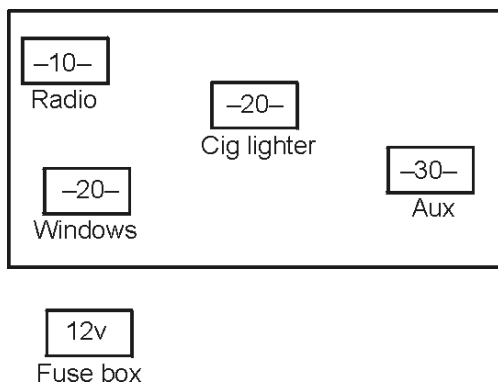 –10–
Radio
–20–
Cig lighter
–30–
Aux
–20–
Windows
12v
Fuse box